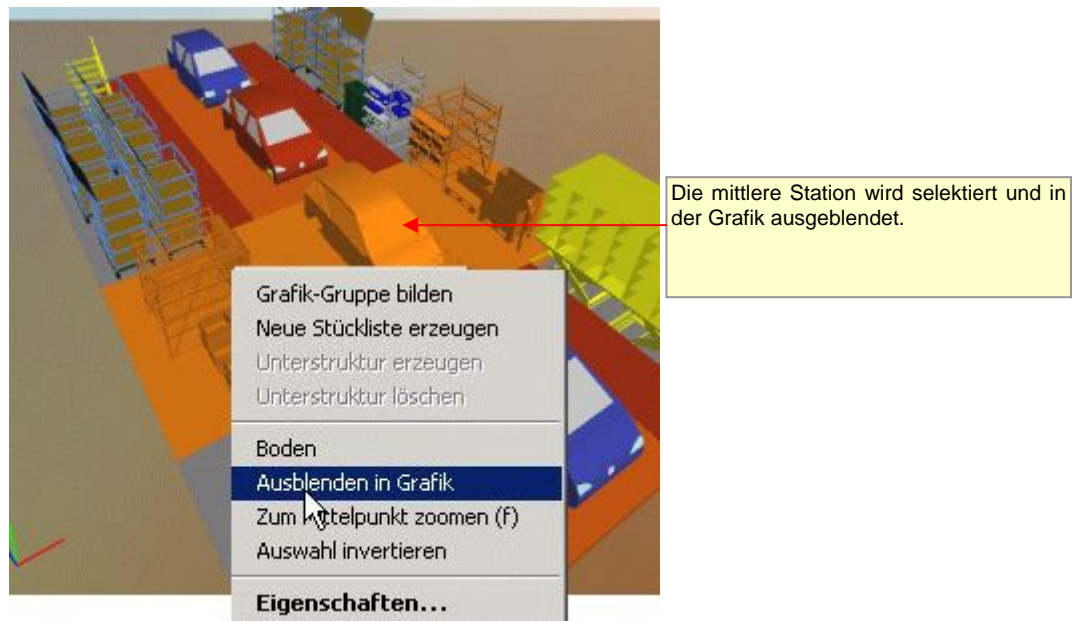 Die mittlere Station wird selektiert und in
der Grafik ausgeblendet.
Grafik-Gruppe bilden
Neue Stückliste erzeugen
Unterstruktur erzeugen
Unterstruktur löschen
Boden
Ausblenden in Grafik
Zum Mittelpunkt zoomen (f)
Auswahl invertieren
Eigenschaften...